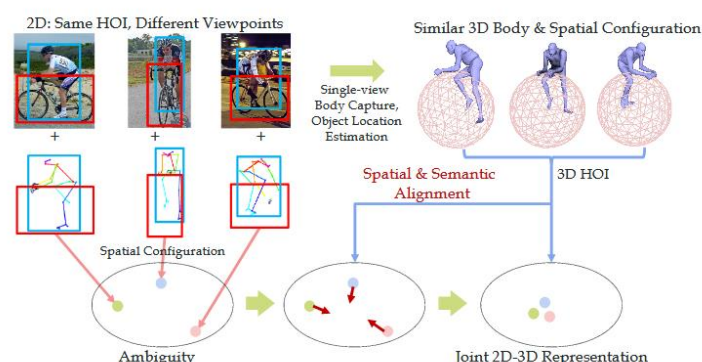 2D: Same HOI, Different Viewpoints
Similar 3D Body & Spatial Configuration
Single-view
Body Capture,
Object Location
Estimation
+ + +
Spatial & Semantic
Alignment
3D HOI
Spatial Configuration
Ambiguity
Joint 2D-3D Representation